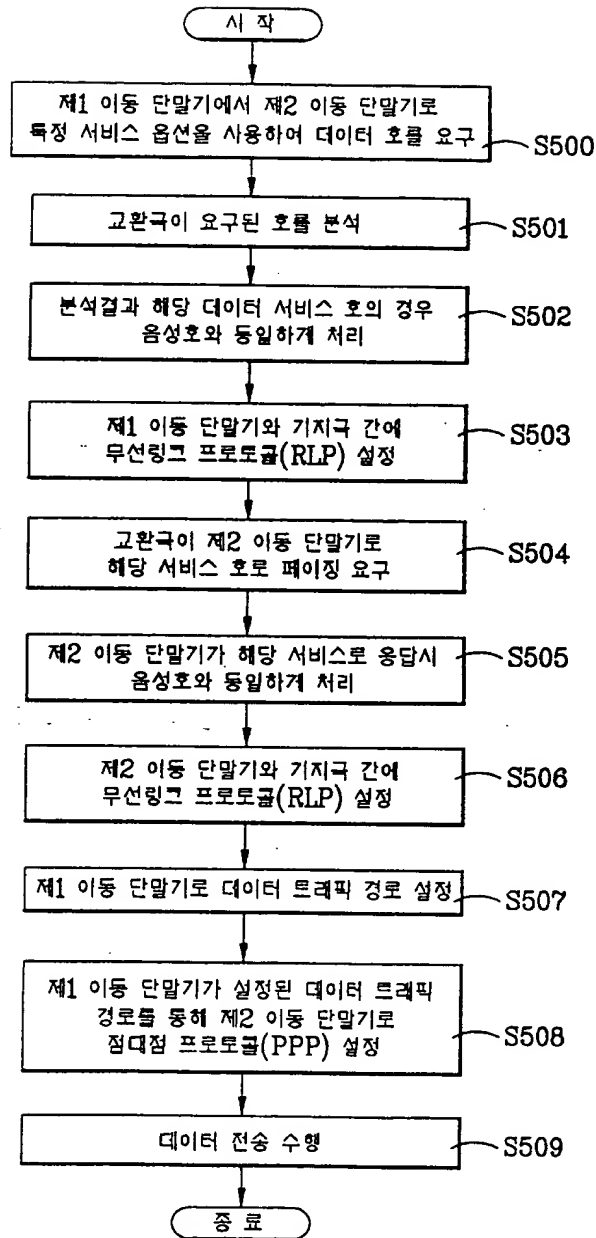 시 작
제1 이동 단말기에서 제2 이동 단말기로
특정 서비스 옵션을 사용하여 데이터 호를 요구
S500
교환국이 요구된 호를 분석
S501
분석결과 해당 데이터 서비스 호의 경우
음성호와 동일하게 처리
S502
제1 이동 단말기와 기지국 간에
무선링크 프로토콜(RLP) 설정
S503
교환국이 제2 이동 단말기로
해당 서비스 호로 페이징 요구
S504
제2 이동 단말기가 해당 서비스로 응답시
음성호와 동일하게 처리
S505
제2 이동 단말기와 기지국 간에
무선링크 프로토콜(RLP) 설정
S506
제1 이동 단말기로 데이터 트래픽 경로 설정
S507
제1 이동 단말기가 설정된 데이터 트래픽
경로를 통해 제2 이동 단말기로
점대점 프로토콜(PPP) 설정
S508
데이터 전송 수행
S509
종 료